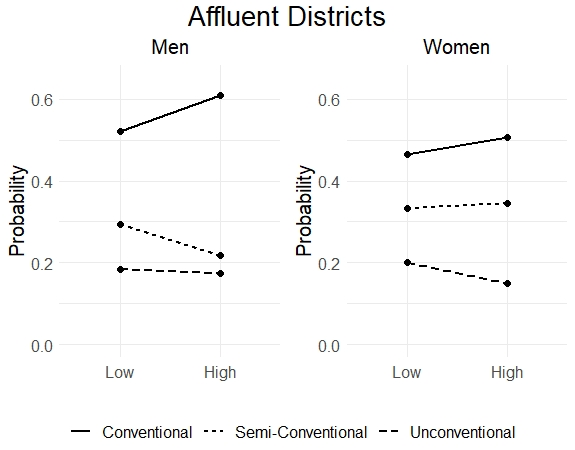 Affluent Districts
Men
Women
Probability
0.6
0.4
0.2
0.0
Low High
Probability
0.6
0.4
0.2
0.0
Low High
Conventional Semi-Conventional Unconventional